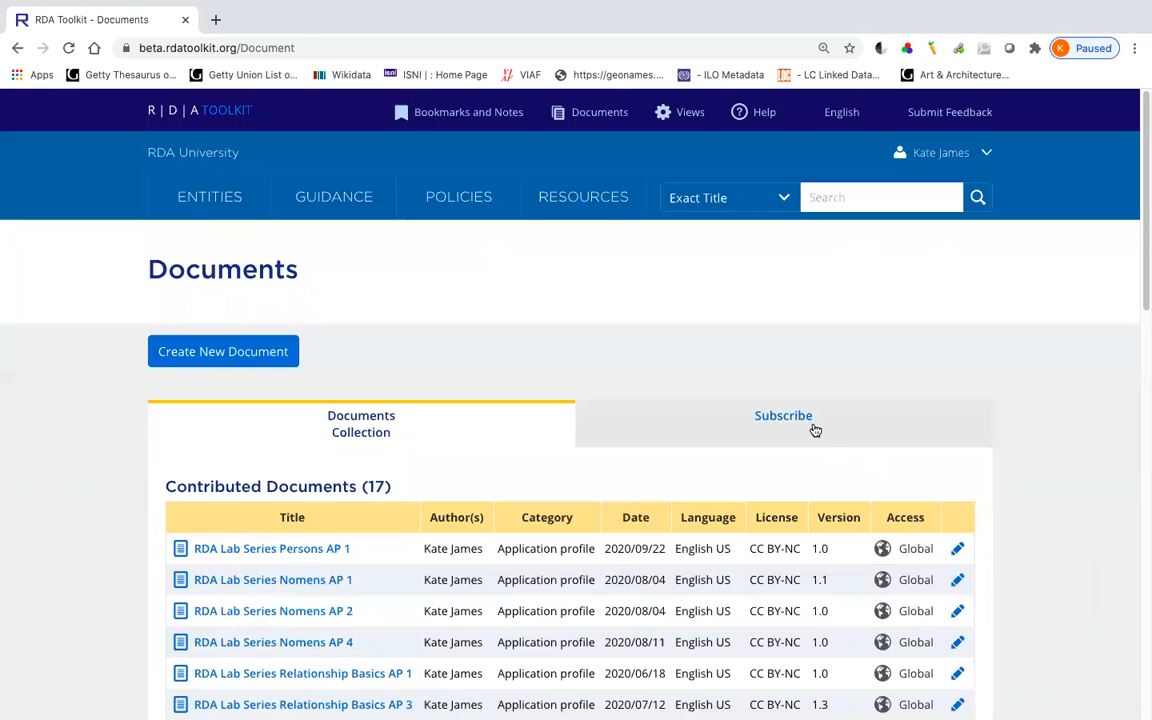 RDA Toolkit - Documents
beta.rdatoolkit.org/Document
K Paused
Apps Getty Thesaurus o... Getty Union List o... Wikidata ISNI | : Home Page VIAF https://geonames.... - ILO Metadata - LC Linked Data... Art & Architecture...
R | D | A TOOLKIT Bookmarks and Notes Documents Views Help English Submit Feedback
RDA University Kate James
ENTITIES GUIDANCE POLICIES RESOURCES Exact Title Search
Documents
Create New Document
Documents
Collection
Subscribe
Contributed Documents (17)
Title Author(s) Category Date Language License Version Access
RDA Lab Series Persons AP 1 Kate James Application profile 2020/09/22 English US CC BY-NC 1.0 Global
RDA Lab Series Nomens AP 1 Kate James Application profile 2020/08/04 English US CC BY-NC 1.1 Global
RDA Lab Series Nomens AP 2 Kate James Application profile 2020/08/04 English US CC BY-NC 1.0 Global
RDA Lab Series Nomens AP 4 Kate James Application profile 2020/08/11 English US CC BY-NC 1.0 Global
RDA Lab Series Relationship Basics AP 1 Kate James Application profile 2020/06/18 English US CC BY-NC 1.0 Global
RDA Lab Series Relationship Basics AP 3 Kate James Application profile 2020/07/12 English US CC BY-NC 1.3 Global